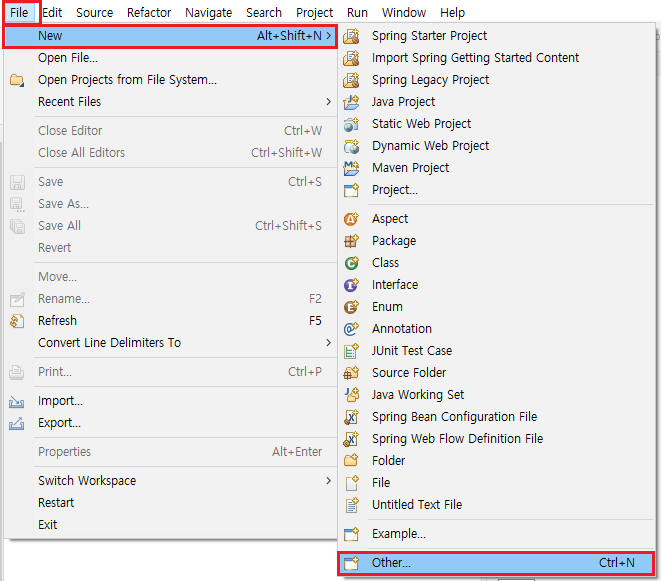 File Edit Source Refactor Navigate Search Project Run Window Help
New Alt+Shift+N >
Open File...
Open Projects from File System...
Recent Files >
Close Editor Ctrl+W
Close All Editors Ctrl+Shift+W
Save Ctrl+S
Save As...
Save All Ctrl+Shift+S
Revert
Move...
Rename... F2
Refresh F5
Convert Line Delimiters To >
Print... Ctrl+P
Import...
Export...
Properties Alt+Enter
Switch Workspace >
Restart
Exit
Spring Starter Project
Import Spring Getting Started Content
Spring Legacy Project
Java Project
Static Web Project
Dynamic Web Project
Maven Project
Project...
Aspect
Package
Class
Interface
Enum
Annotation
JUnit Test Case
Source Folder
Java Working Set
Spring Bean Configuration File
Spring Web Flow Definition File
Folder
File
Untitled Text File
Example...
Other... Ctrl+N